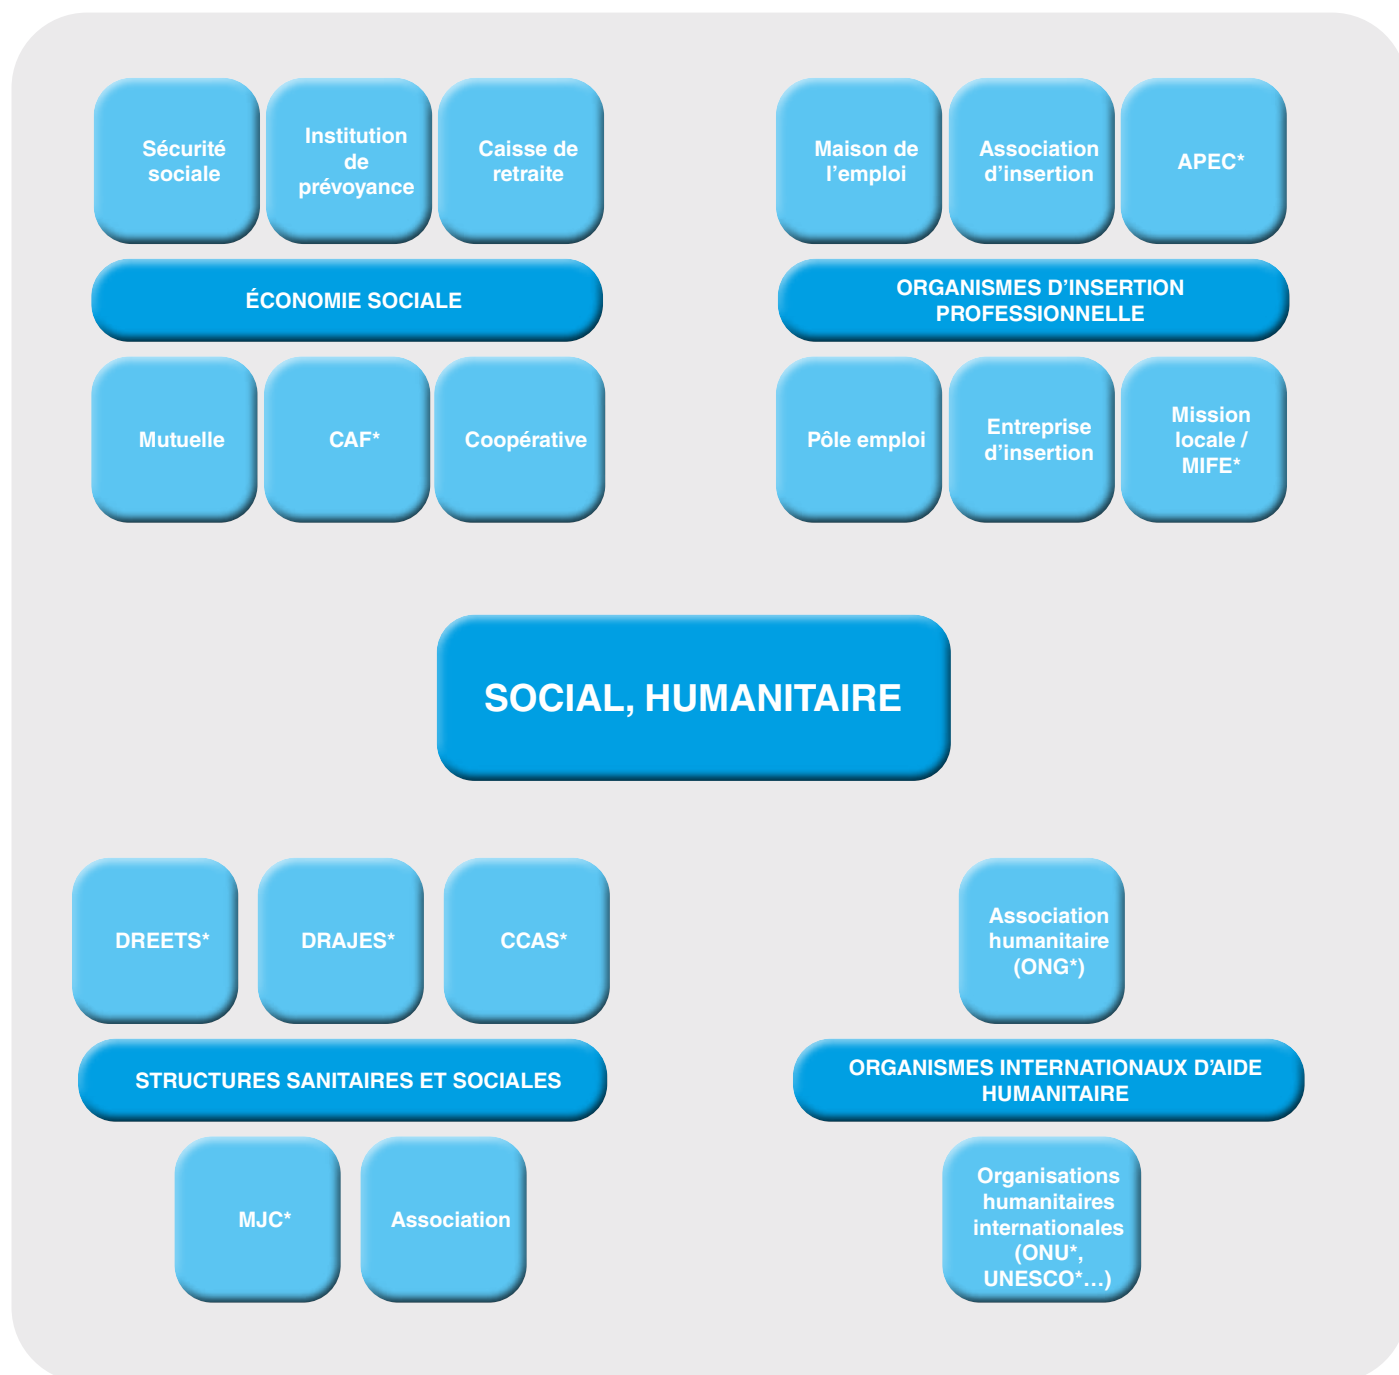 Sécurité
sociale
Institution
de
prévoyance
Caisse de
retraite
ÉCONOMIE SOCIALE
Mutuelle
CAF*
Coopérative
Maison de
l’emploi
Association
d’insertion
APEC*
ORGANISMES D’INSERTION
PROFESSIONNELLE
Pôle emploi
Entreprise
d’insertion
Mission
locale /
MIFE*
SOCIAL, HUMANITAIRE
DREETS*
DRAJES*
CCAS*
STRUCTURES SANITAIRES ET SOCIALES
MJC*
Association
Association
humanitaire
(ONG*)
ORGANISMES INTERNATIONAUX D’AIDE
HUMANITAIRE
Organisations
humanitaires
internationales
(ONU*,
UNESCO*…)